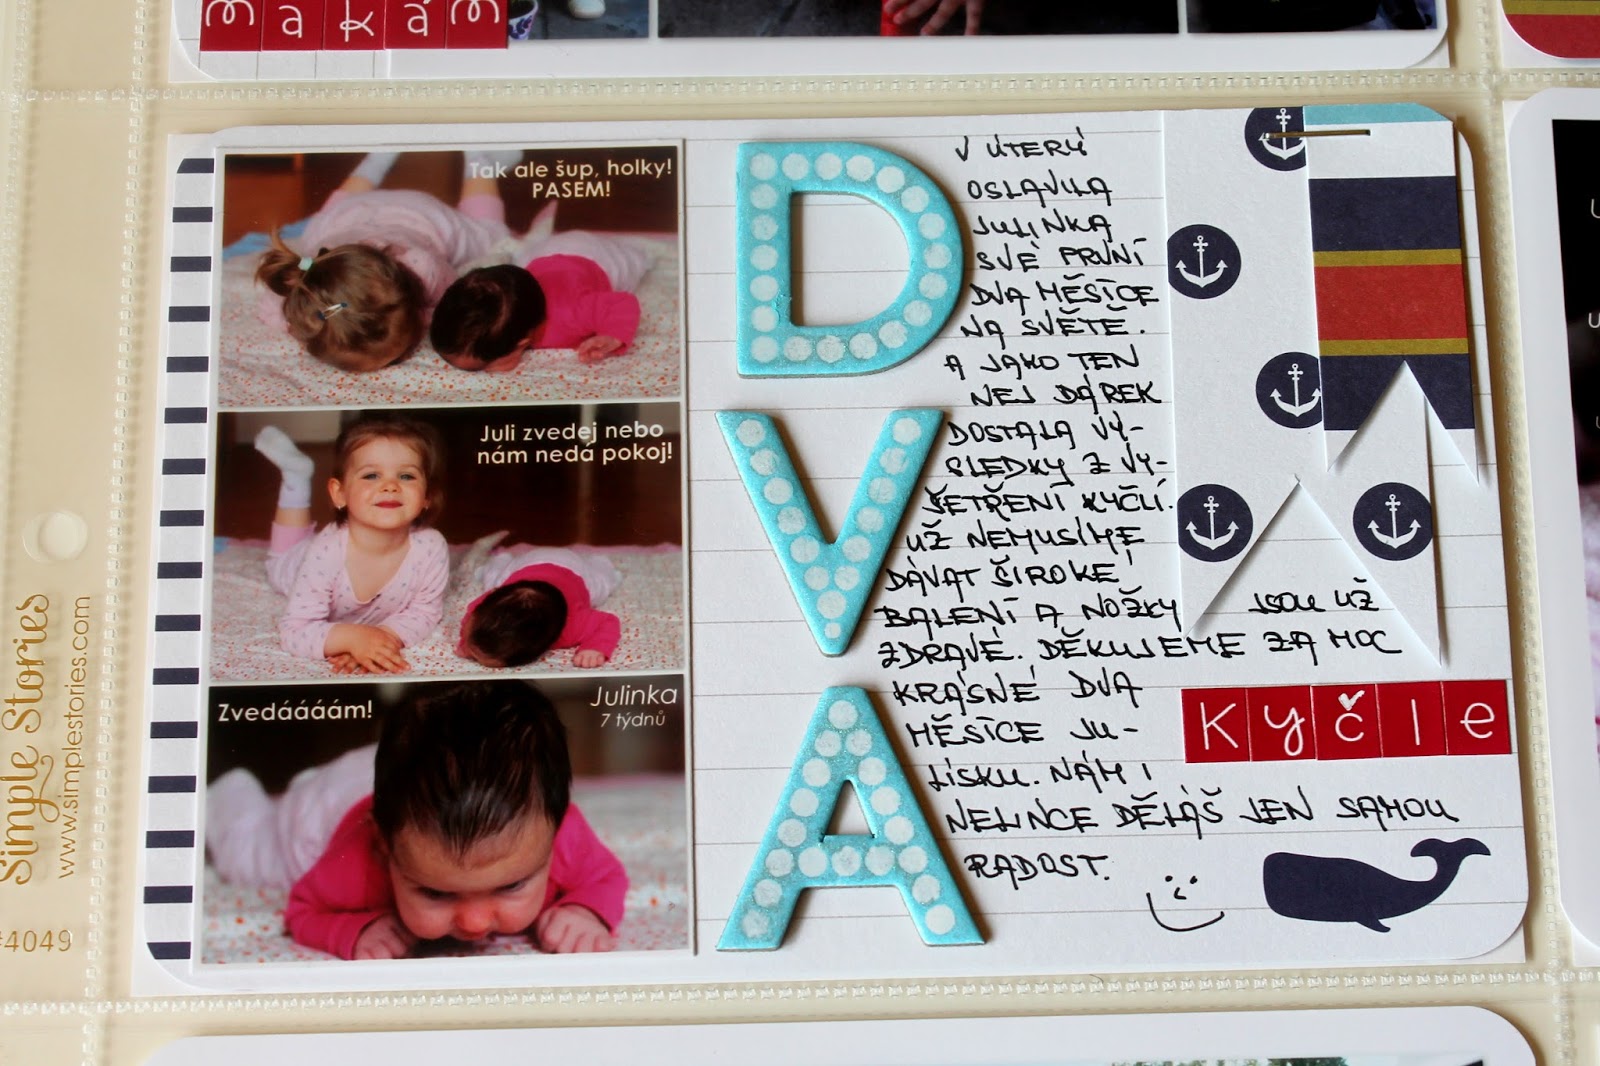 makám
Tak ale šup, holky!
PASEM!
Juli zvedej nebo
nám nedá pokoj!
Zvedáááám!
Julinka
7 týdnů
DVA
V ÚTERÝ
OSLAVILA
JULINKA
SVÉ PRVNÍ
DVA MĚSÍCE
NA SVĚTĚ.
A JAKO TEN
NEJ DÁREK
DOSTALA VÝ-
SLEDKY Z VY-
ŠETŘENÍ KYČLÍ.
UŽ NEMUSÍME
DÁVAT ŠIROKÉ
BALENÍ A NOŽKY JSOU UŽ
ZDRAVÉ. DĚKUJEME ZA MOC
KRÁSNÉ DVA
MĚSÍCE JU-
LÍSKU. NÁM I
NELINCE DĚLÁŠ JEN SAMOU
RADOST.
Kyčle
Simple Stories
www.simplestories.com
#4049